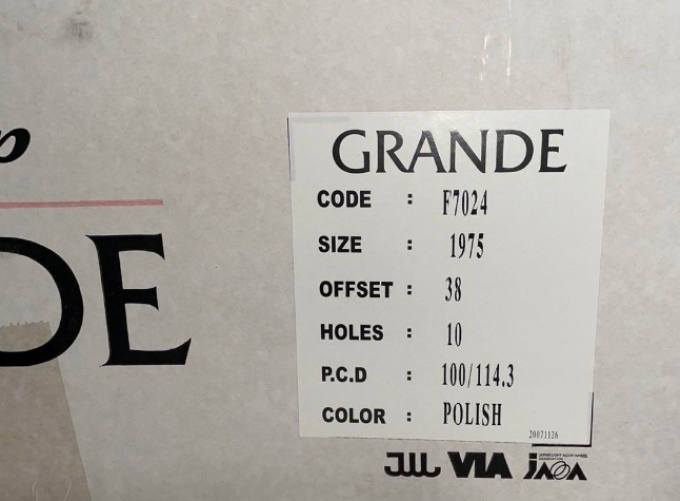 p
DE
GRANDE
CODE : F7024
SIZE : 1975
OFFSET : 38
HOLES : 10
P.C.D : 100/114.3
COLOR : POLISH
20071126
JWL VIA